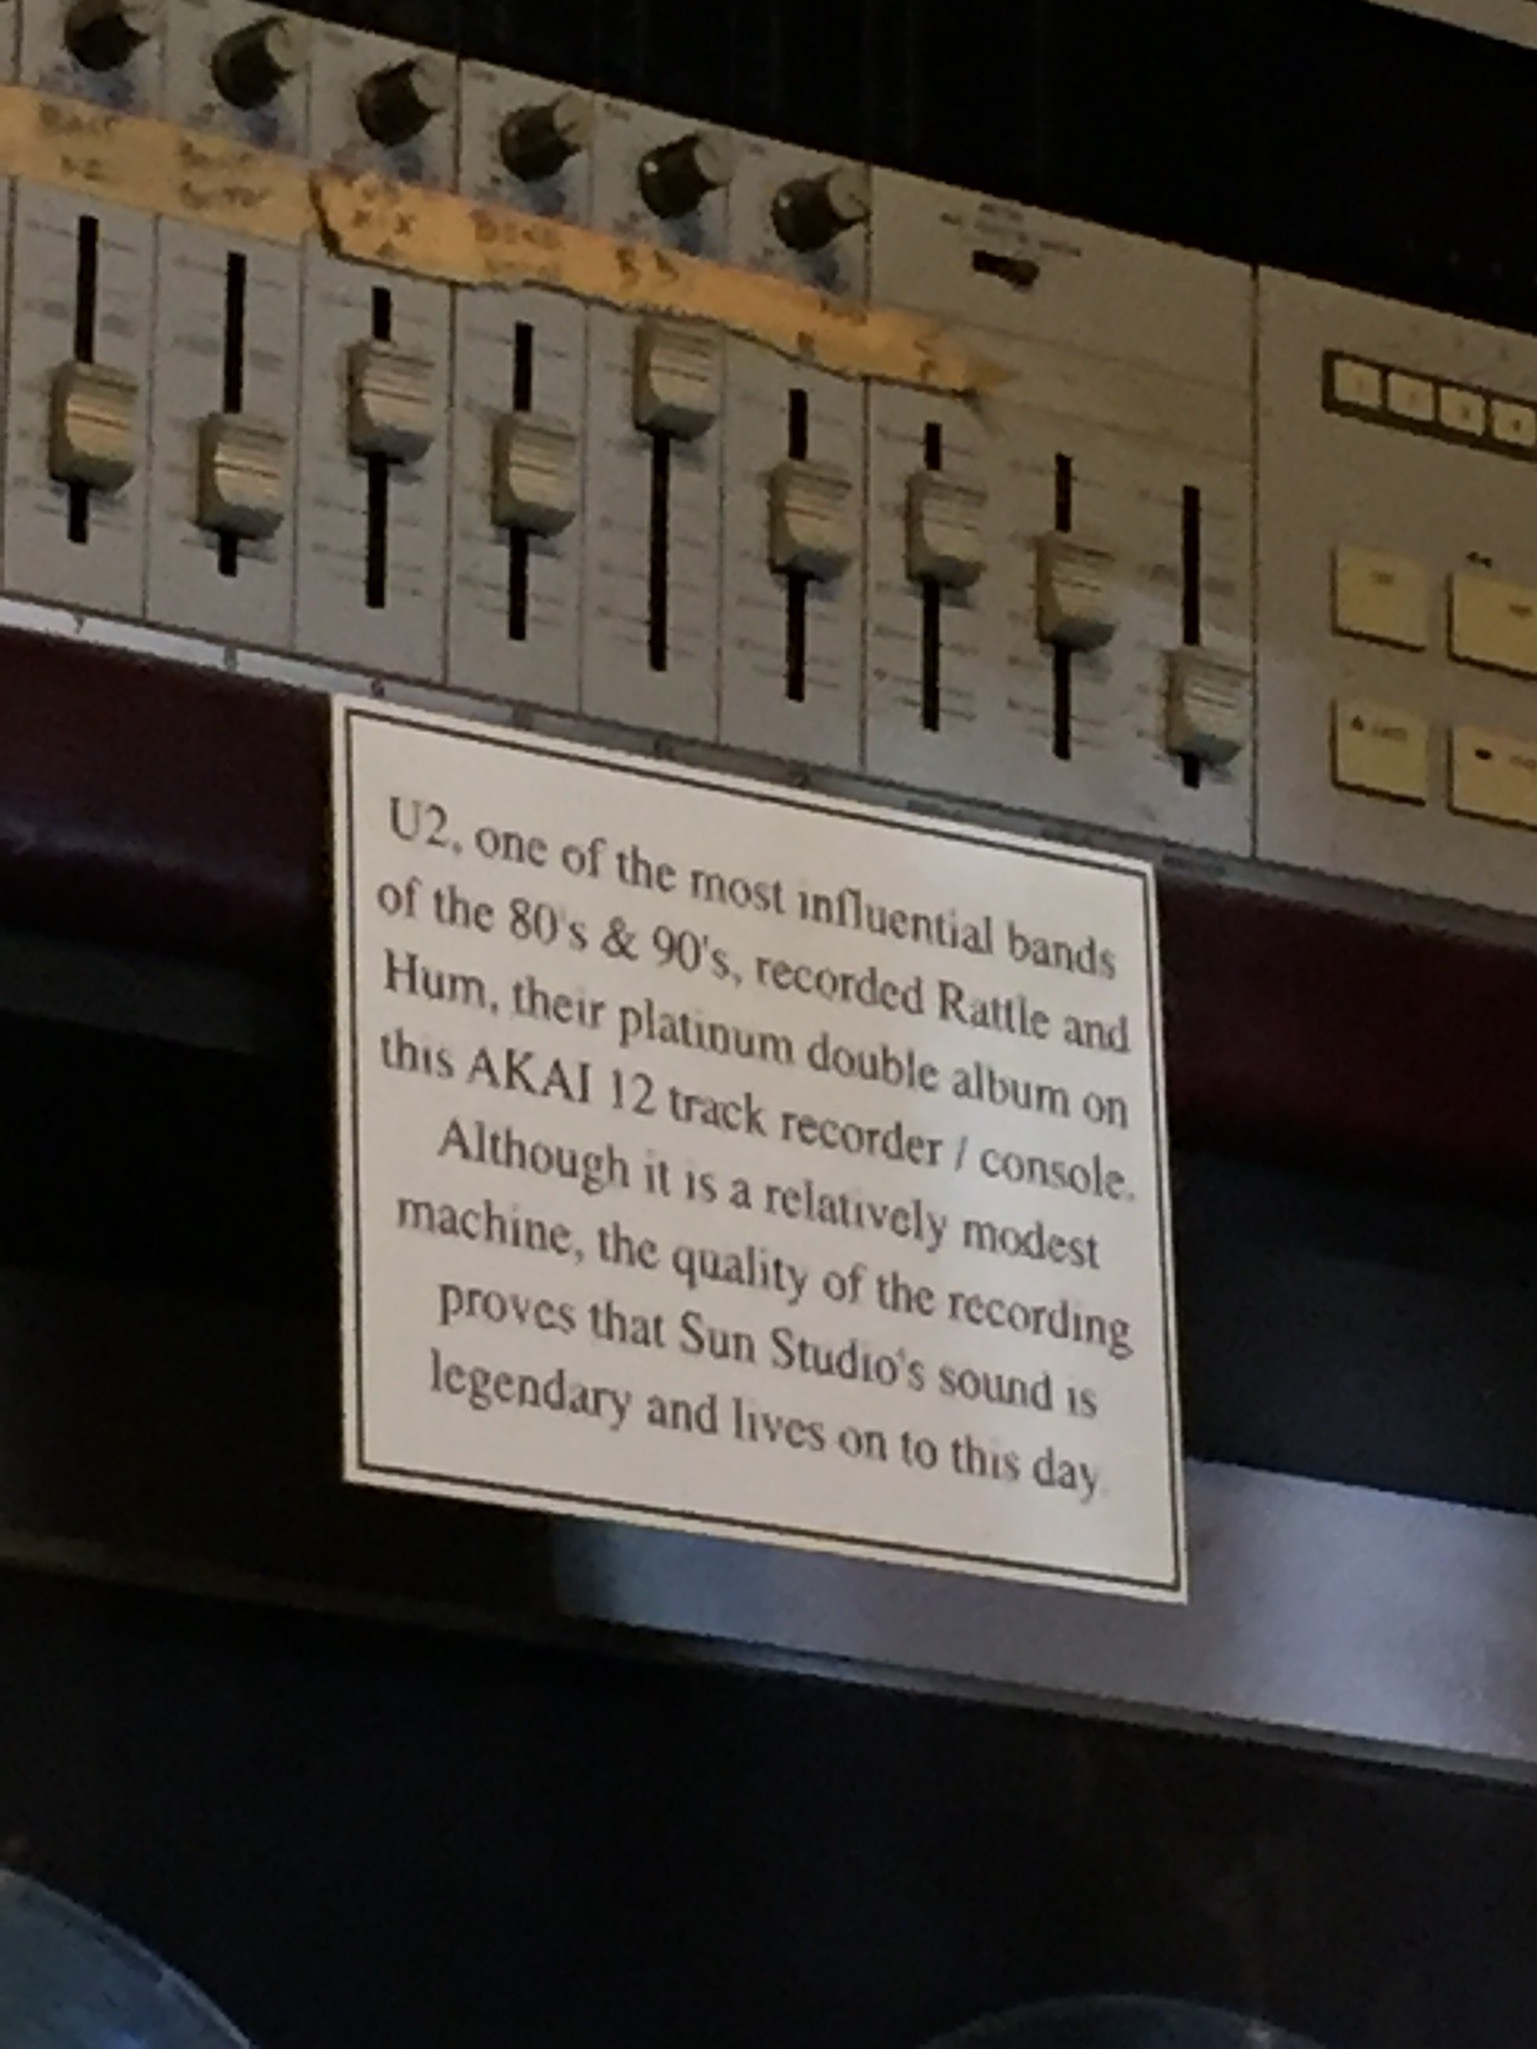 U2, one of the most influential bands
of the 80's & 90's, recorded Rattle and
Hum, their platinum double album on
this AKAI 12 track recorder / console.
Although it is a relatively modest
machine, the quality of the recording
proves that Sun Studio's sound is
legendary and lives on to this day.